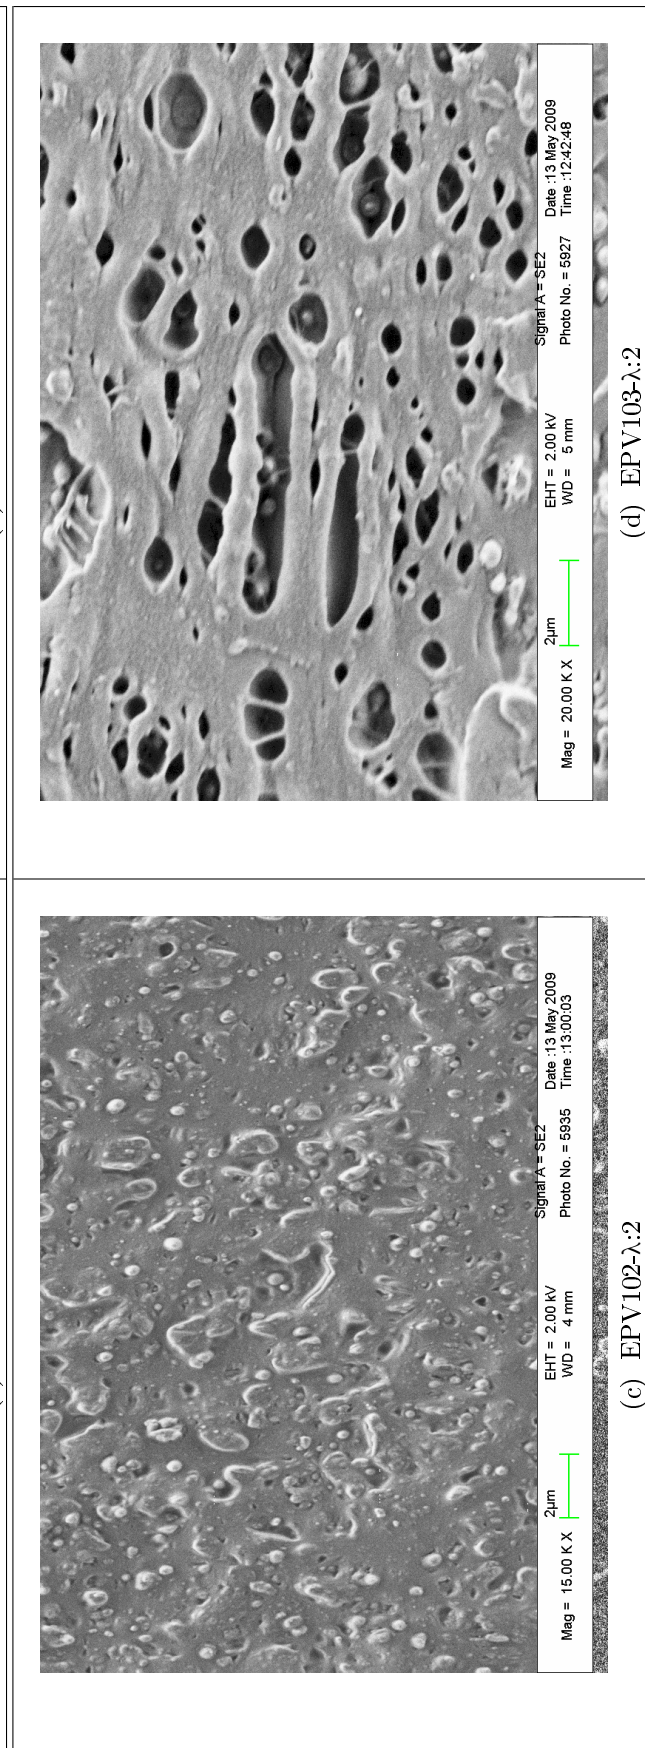 Mag = 15.00 K X
2µm
EHT = 2.00 kV
WD = 4 mm
Signal A = SE2
Photo No. = 5935
Date :13 May 2009
Time :13:00:03
(c) EPV102-λ:2
Mag = 20.00 K X
2µm
EHT = 2.00 kV
WD = 5 mm
Signal A = SE2
Photo No. = 5927
Date :13 May 2009
Time :12:42:48
(d) EPV103-λ:2